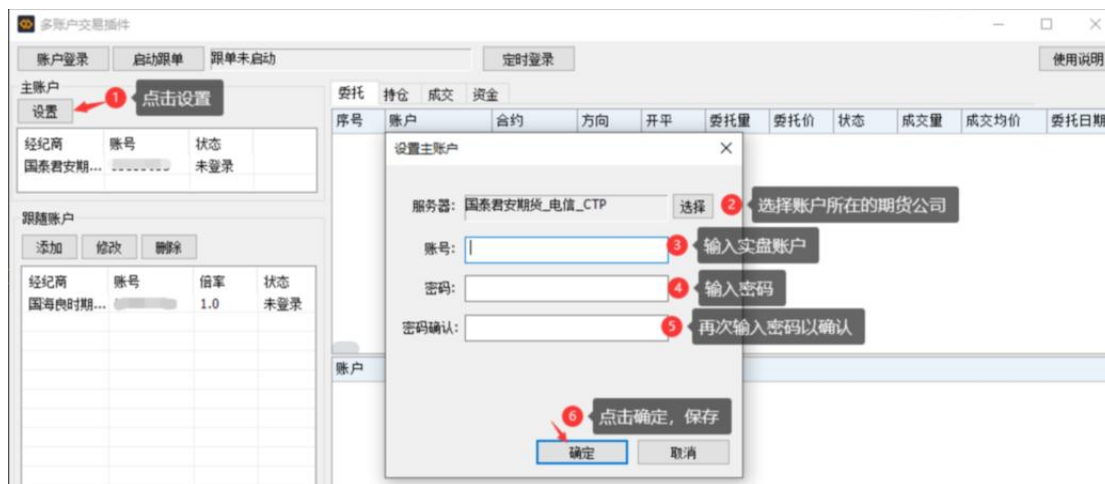 多账户交易插件
账户登录 启动跟单 跟单未启动 定时登录 使用说明
主账户
设置 1 点击设置
经纪商 账号 状态
国泰君安期... 未登录
跟随账户
添加 修改 删除
经纪商 账号 倍率 状态
国海良时期... 1.0 未登录
委托 持仓 成交 资金
序号 账户 合约 方向 开平 委托量 委托价 状态 成交量 成交均价 委托日期
设置主账户
服务器: 国泰君安期货_电信_CTP 选择 2 选择账户所在的期货公司
账号: 3 输入实盘账户
密码: 4 输入密码
密码确认: 5 再次输入密码以确认
6 点击确定，保存
确定 取消
账户